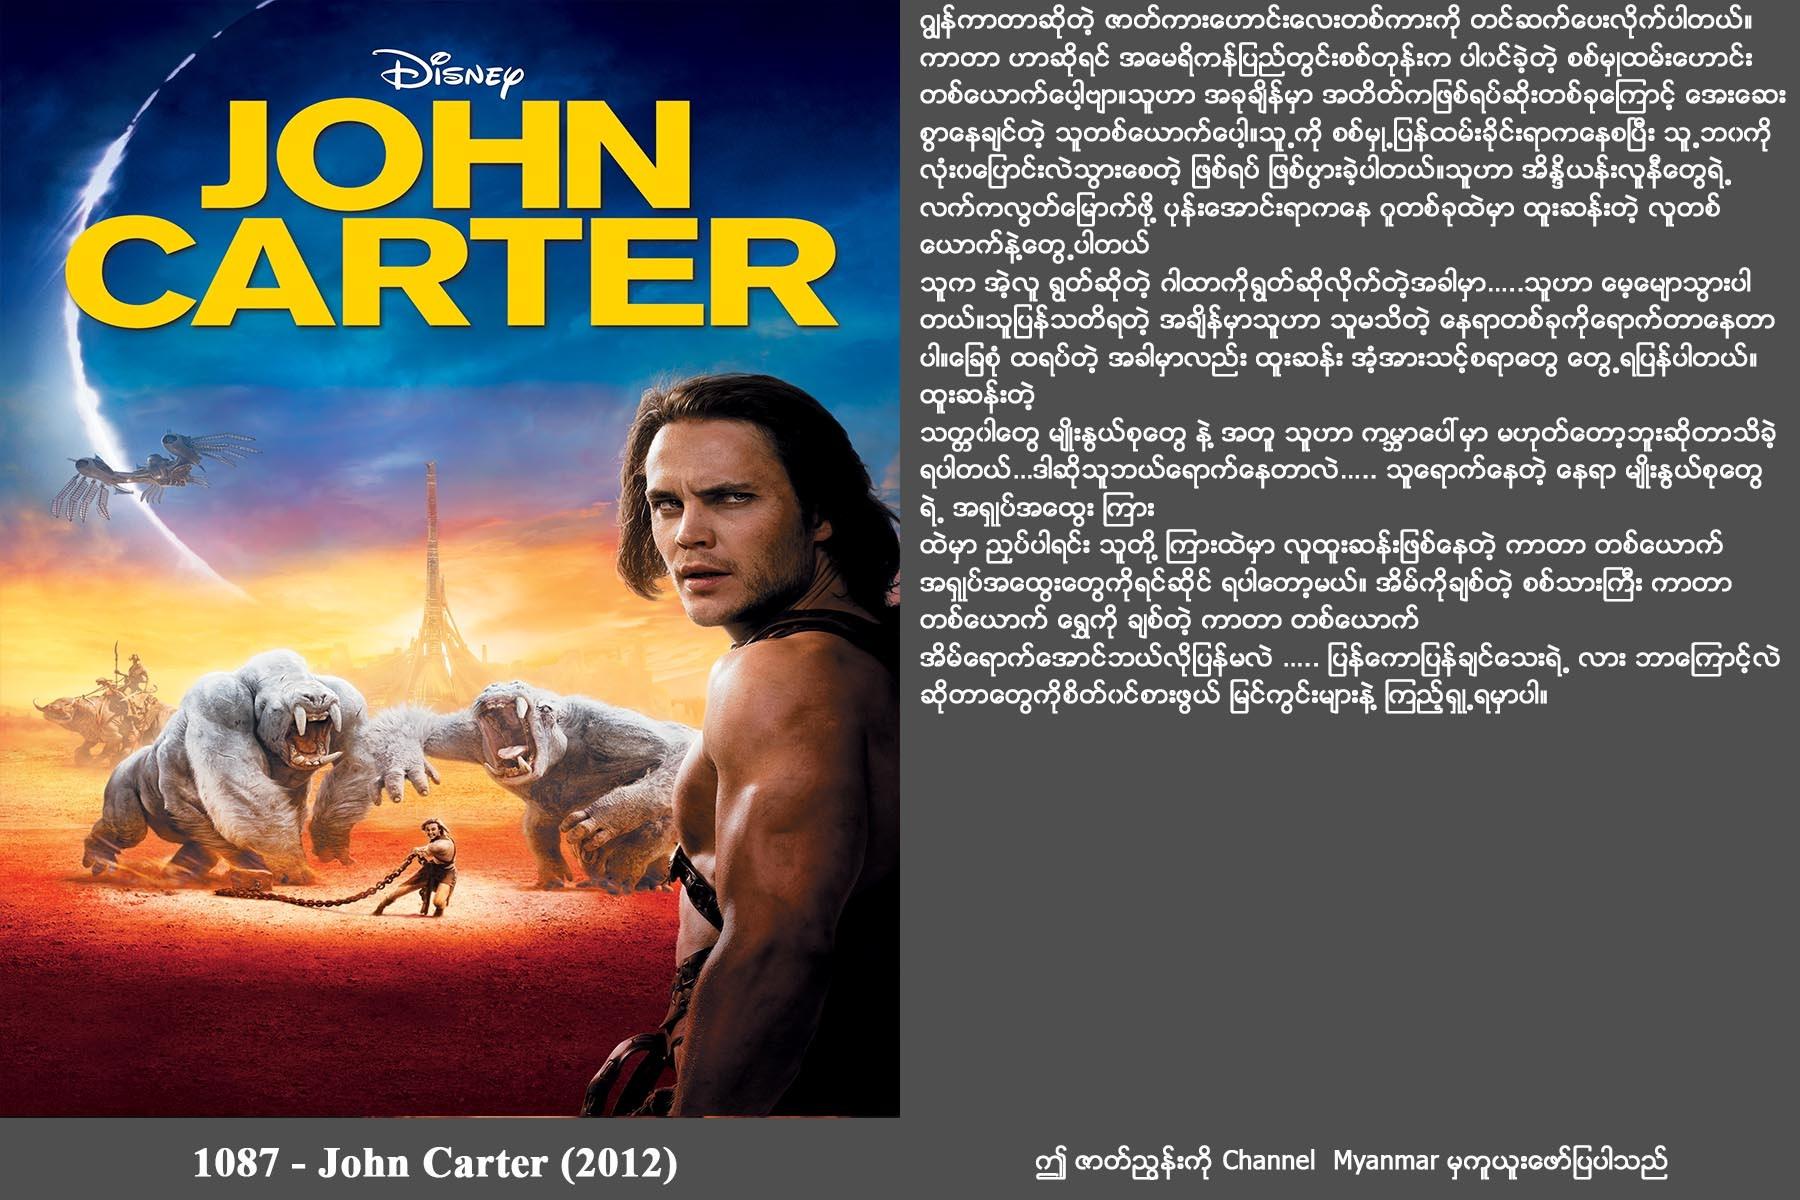 DISNEY
JOHN
CARTER
ဂျွန်ကာတာဆိုတဲ့ ဇာတ်ကားဟောင်းလေးတစ်ကားကို တင်ဆက်ပေးလိုက်ပါတယ်။
ကာတာ ဟာဆိုရင် အမေရိကန်ပြည်တွင်းစစ်တုန်းက ပါဝင်ခဲ့တဲ့ စစ်မှုထမ်းဟောင်း
တစ်ယောက်ပေါ့ဗျာ။သူဟာ အခုချိန်မှာ အတိတ်ကဖြစ်ရပ်ဆိုးတစ်ခုကြောင့် အေးဆေး
စွာနေချင်တဲ့ သူတစ်ယောက်ပေါ့။သူ့ကို စစ်မှု့ပြန်ထမ်းခိုင်းရာကနေစပြီး သူ့ဘဝကို
လုံးဝပြောင်းလဲသွားစေတဲ့ ဖြစ်ရပ် ဖြစ်ပွားခဲ့ပါတယ်။သူဟာ အိန္ဒိယန်းလူနီတွေရဲ့
လက်ကလွတ်မြောက်ဖို့ ပုန်းအောင်းရာကနေ ဂူတစ်ခုထဲမှာ ထူးဆန်းတဲ့ လူတစ်
ယောက်နဲ့တွေ့ပါတယ်
သူက အဲ့လူ ရွတ်ဆိုတဲ့ ဂါထာကိုရွတ်ဆိုလိုက်တဲ့အခါမှာ.....သူဟာ မေ့မျောသွားပါ
တယ်။သူပြန်သတိရတဲ့ အချိန်မှာသူဟာ သူမသိတဲ့ နေရာတစ်ခုကိုရောက်တာနေတာ
ပါ။ခြေစုံ ထရပ်တဲ့ အခါမှာလည်း ထူးဆန်း အံ့အားသင့်စရာတွေ တွေ့ရပြန်ပါတယ်။
ထူးဆန်းတဲ့
သတ္တဝါတွေ မျိုးနွယ်စုတွေ နဲ့ အတူ သူဟာ ကမ္ဘာပေါ်မှာ မဟုတ်တော့ဘူးဆိုတာသိခဲ့
ရပါတယ်...ဒါဆိုသူဘယ်ရောက်နေတာလဲ..... သူရောက်နေတဲ့ နေရာ မျိုးနွယ်စုတွေ
ရဲ့ အရှုပ်အထွေး ကြား
ထဲမှာ ညှပ်ပါရင်း သူတို့ ကြားထဲမှာ လူထူးဆန်းဖြစ်နေတဲ့ ကာတာ တစ်ယောက်
အရှုပ်အထွေးတွေကိုရင်ဆိုင် ရပါတော့မယ်။ အိမ်ကိုချစ်တဲ့ စစ်သားကြီး ကာတာ
တစ်ယောက် ရွှေကို ချစ်တဲ့ ကာတာ တစ်ယောက်
အိမ်ရောက်အောင်ဘယ်လိုပြန်မလဲ ..... ပြန်ကောပြန်ချင်သေးရဲ့ လား ဘာကြောင့်လဲ
ဆိုတာတွေကိုစိတ်ဝင်စားဖွယ် မြင်ကွင်းများနဲ့ ကြည့်ရှု့ရမှာပါ။
1087 - John Carter (2012)
ဤ ဇာတ်ညွှန်းကို Channel Myanmar မှကူယူးဖော်ပြပါသည်